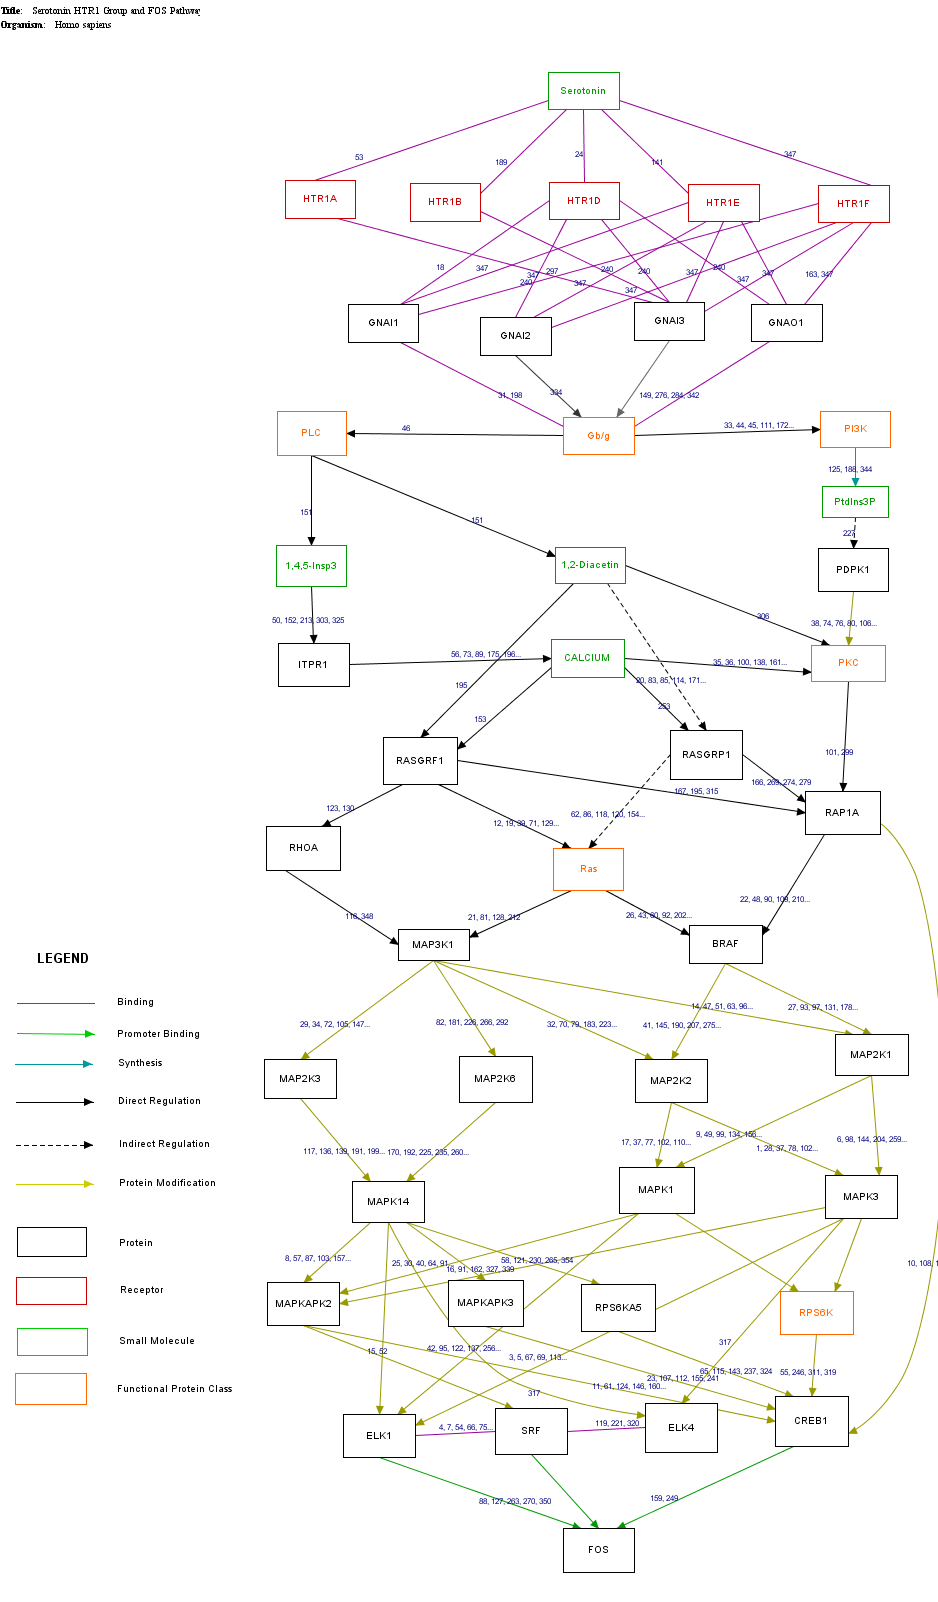 Title: Serotonin HTR1 Group and FOS Pathway
Organism: Homo sapiens
Serotonin
53
189
24
141
347
HTR1A
HTR1B
HTR1D
HTR1E
HTR1F
18
347
240
347
297
347
240
347
240
347
240
347
347
163, 347
GNAI1
GNAI2
GNAI3
GNAO1
31, 198
334
149, 276, 284, 342
PLC
46
Gb/g
33, 44, 45, 111, 172...
PI3K
125, 188, 344
PtdIns3P
227
151
151
1,4,5-Insp3
1,2-Diacetin
PDPK1
50, 152, 213, 303, 325
306
38, 74, 76, 80, 106...
ITPR1
56, 73, 89, 175, 196...
CALCIUM
35, 36, 100, 138, 161...
PKC
195
20, 83, 85, 114, 171...
253
153
RASGRF1
RASGRP1
101, 299
166, 269, 274, 279
167, 195, 315
RAP1A
123, 130
12, 19, 39, 71, 129...
62, 86, 118, 120, 154...
RHOA
Ras
22, 48, 90, 109, 210...
116, 348
21, 81, 128, 212
26, 43, 60, 92, 202...
MAP3K1
BRAF
LEGEND
Binding
Promoter Binding
Synthesis
Direct Regulation
Indirect Regulation
Protein Modification
Protein
Receptor
Small Molecule
Functional Protein Class
14, 47, 51, 63, 96...
27, 93, 97, 131, 178...
29, 34, 72, 105, 147...
82, 181, 226, 266, 292
32, 70, 79, 183, 223...
41, 145, 190, 207, 275...
MAP2K3
MAP2K6
MAP2K2
MAP2K1
117, 136, 139, 191, 199...
170, 192, 225, 235, 260...
17, 37, 77, 102, 110...
9, 49, 99, 134, 156...
1, 28, 37, 78, 102...
6, 98, 144, 204, 259...
MAPK14
MAPK1
MAPK3
8, 57, 87, 103, 157...
25, 30, 40, 64, 91
16, 91, 162, 327, 339
58, 121, 230, 265, 354
10, 108, 1
MAPKAPK2
MAPKAPK3
RPS6KA5
RPS6K
15, 52
42, 95, 122, 137, 256...
3, 5, 67, 69, 113...
317
65, 115, 143, 237, 324
23, 107, 112, 155, 241
55, 246, 311, 319
11, 61, 124, 146, 160...
317
ELK1
4, 7, 54, 66, 75...
SRF
119, 221, 320
ELK4
CREB1
88, 127, 263, 270, 350
159, 249
FOS